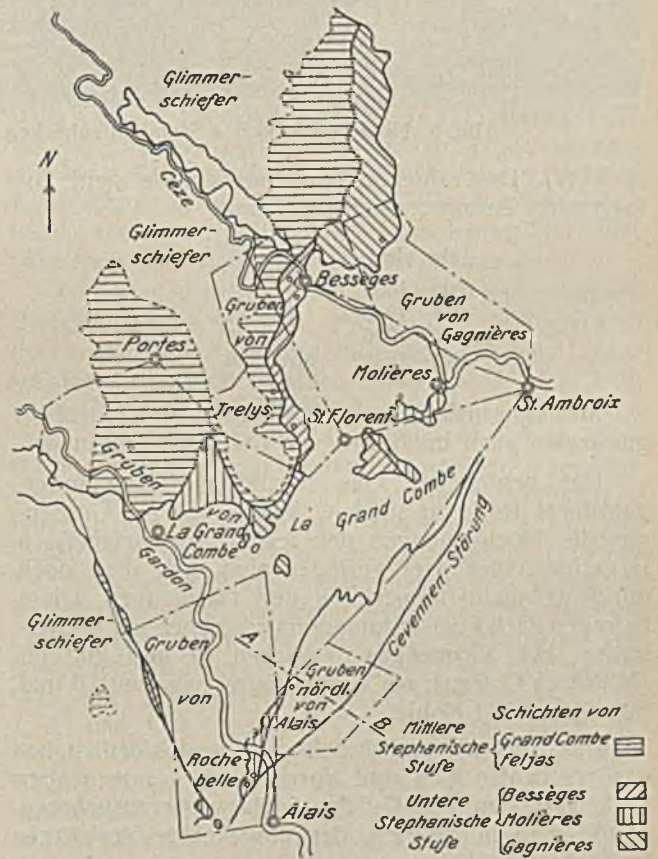 Glimmer-
schiefer
N
Cèze
Glimmer-
schiefer
Bessèges
Gruben
von
Trelys
Gruben
von
Gagnières
Portes
Molières
St. Ambroix
St. Florent
Gruben
von
La Grand
Combe
La Grand Combe
Gardon
Cevennen-Störung
Glimmer-
schiefer
Gruben
von
Roche
belle
A
Gruben
nördl.
von
Alais
B
Alais
Schichten von
Mittlere
Stephanische
Stufe
Grand Combe
Feljas
Untere
Stephanische
Stufe
Bessèges
Molières
Gagnières